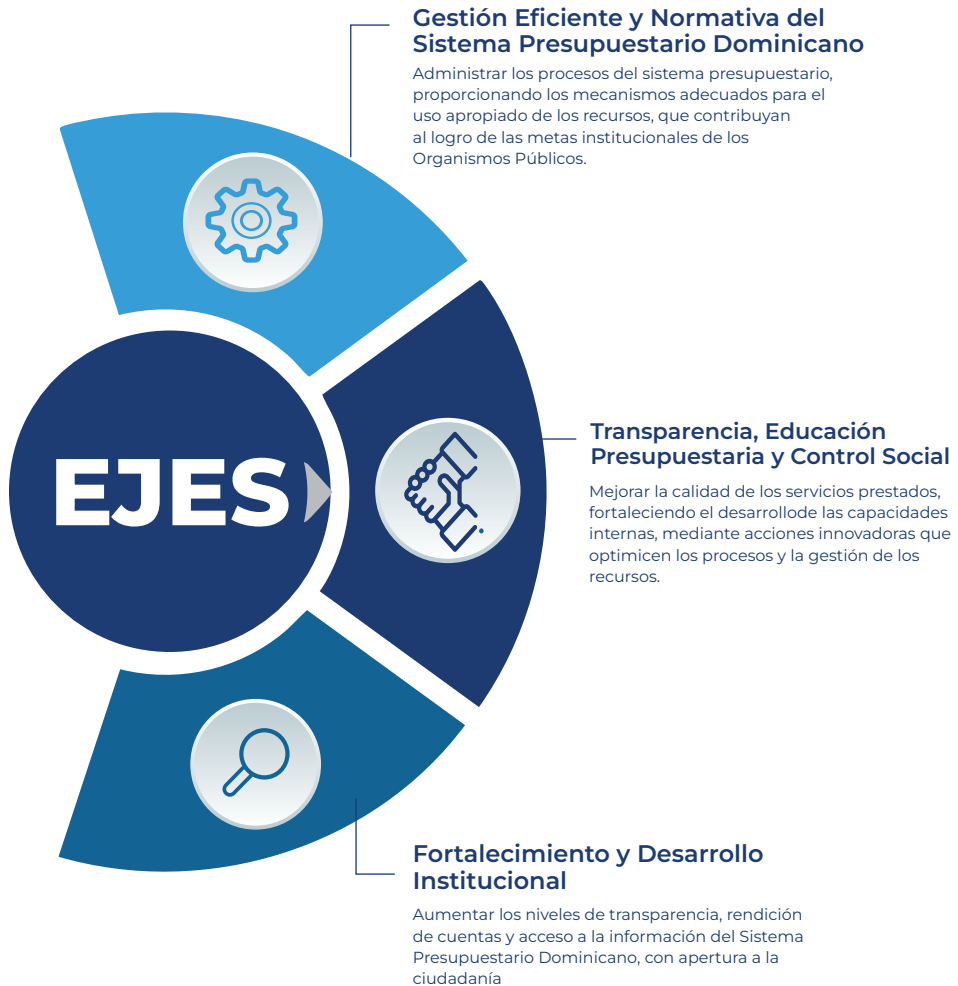 Gestión Eficiente y Normativa del
Sistema Presupuestario Dominicano
Administrar los procesos del sistema presupuestario,
proporcionando los mecanismos adecuados para el
uso apropiado de los recursos, que contribuyan
al logro de las metas institucionales de los
Organismos Públicos.
EJES
Transparencia, Educación
Presupuestaria y Control Social
Mejorar la calidad de los servicios prestados,
fortaleciendo el desarrollode las capacidades
internas, mediante acciones innovadoras que
optimicen los procesos y la gestión de los
recursos.
Fortalecimiento y Desarrollo
Institucional
Aumentar los niveles de transparencia, rendición
de cuentas y acceso a la información del Sistema
Presupuestario Dominicano, con apertura a la
ciudadanía